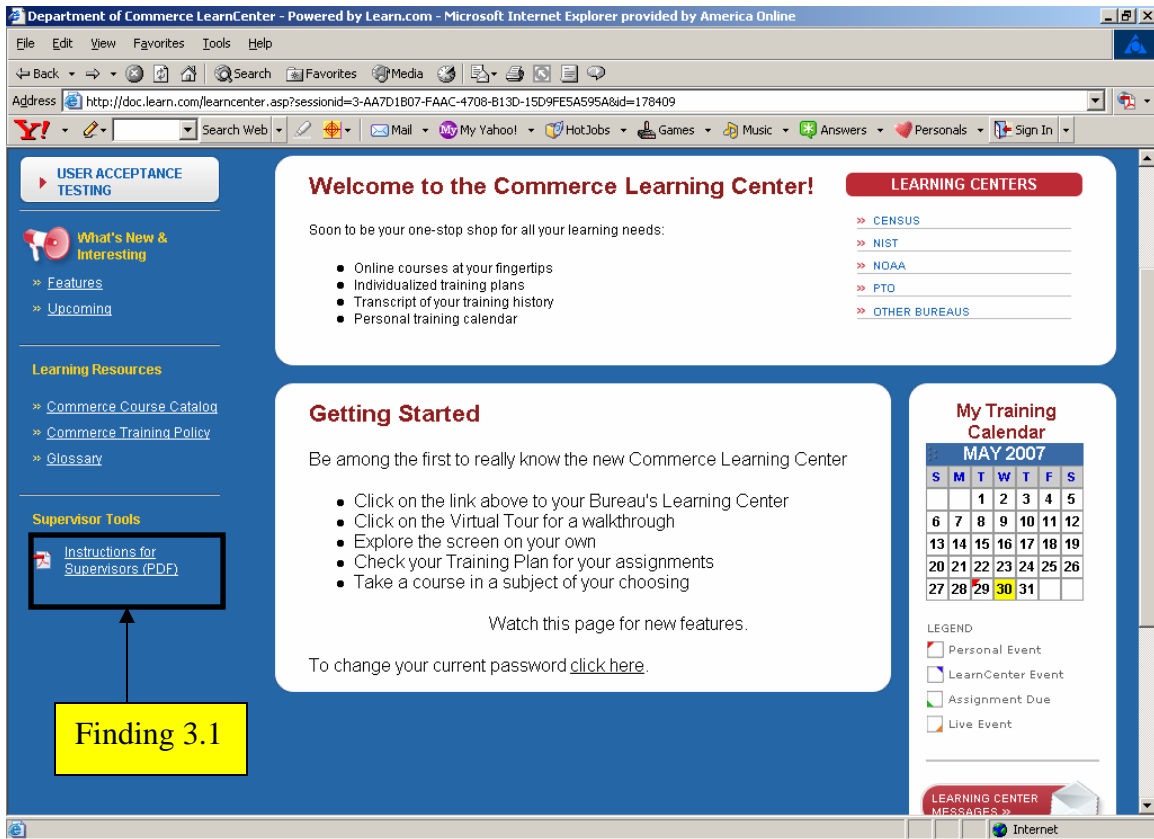 Department of Commerce LearnCenter - Powered by Learn.com - Microsoft Internet Explorer provided by America Online
File Edit View Favorites Tools Help
Back Search Favorites Media
Address http://doc.learn.com/learncenter.asp?sessionid=3-AA7D1B07-FAAC-4708-B13D-15D9FE5A595A&id=178409
Y! Search Web Mail My Yahoo! HotJobs Games Music Answers Personals Sign In
USER ACCEPTANCE
TESTING
What's New &
Interesting
» Features
» Upcoming
Learning Resources
» Commerce Course Catalog
» Commerce Training Policy
» Glossary
Supervisor Tools
Instructions for
Supervisors (PDF)
Finding 3.1
Welcome to the Commerce Learning Center!
Soon to be your one-stop shop for all your learning needs:
• Online courses at your fingertips
• Individualized training plans
• Transcript of your training history
• Personal training calendar
LEARNING CENTERS
» CENSUS
» NIST
» NOAA
» PTO
» OTHER BUREAUS
Getting Started
Be among the first to really know the new Commerce Learning Center
• Click on the link above to your Bureau's Learning Center
• Click on the Virtual Tour for a walkthrough
• Explore the screen on your own
• Check your Training Plan for your assignments
• Take a course in a subject of your choosing
Watch this page for new features.
To change your current password click here.
My Training
Calendar
MAY 2007
S M T W T F S
1 2 3 4 5
6 7 8 9 10 11 12
13 14 15 16 17 18 19
20 21 22 23 24 25 26
27 28 29 30 31
LEGEND
Personal Event
LearnCenter Event
Assignment Due
Live Event
LEARNING CENTER
MESSAGES »
Internet